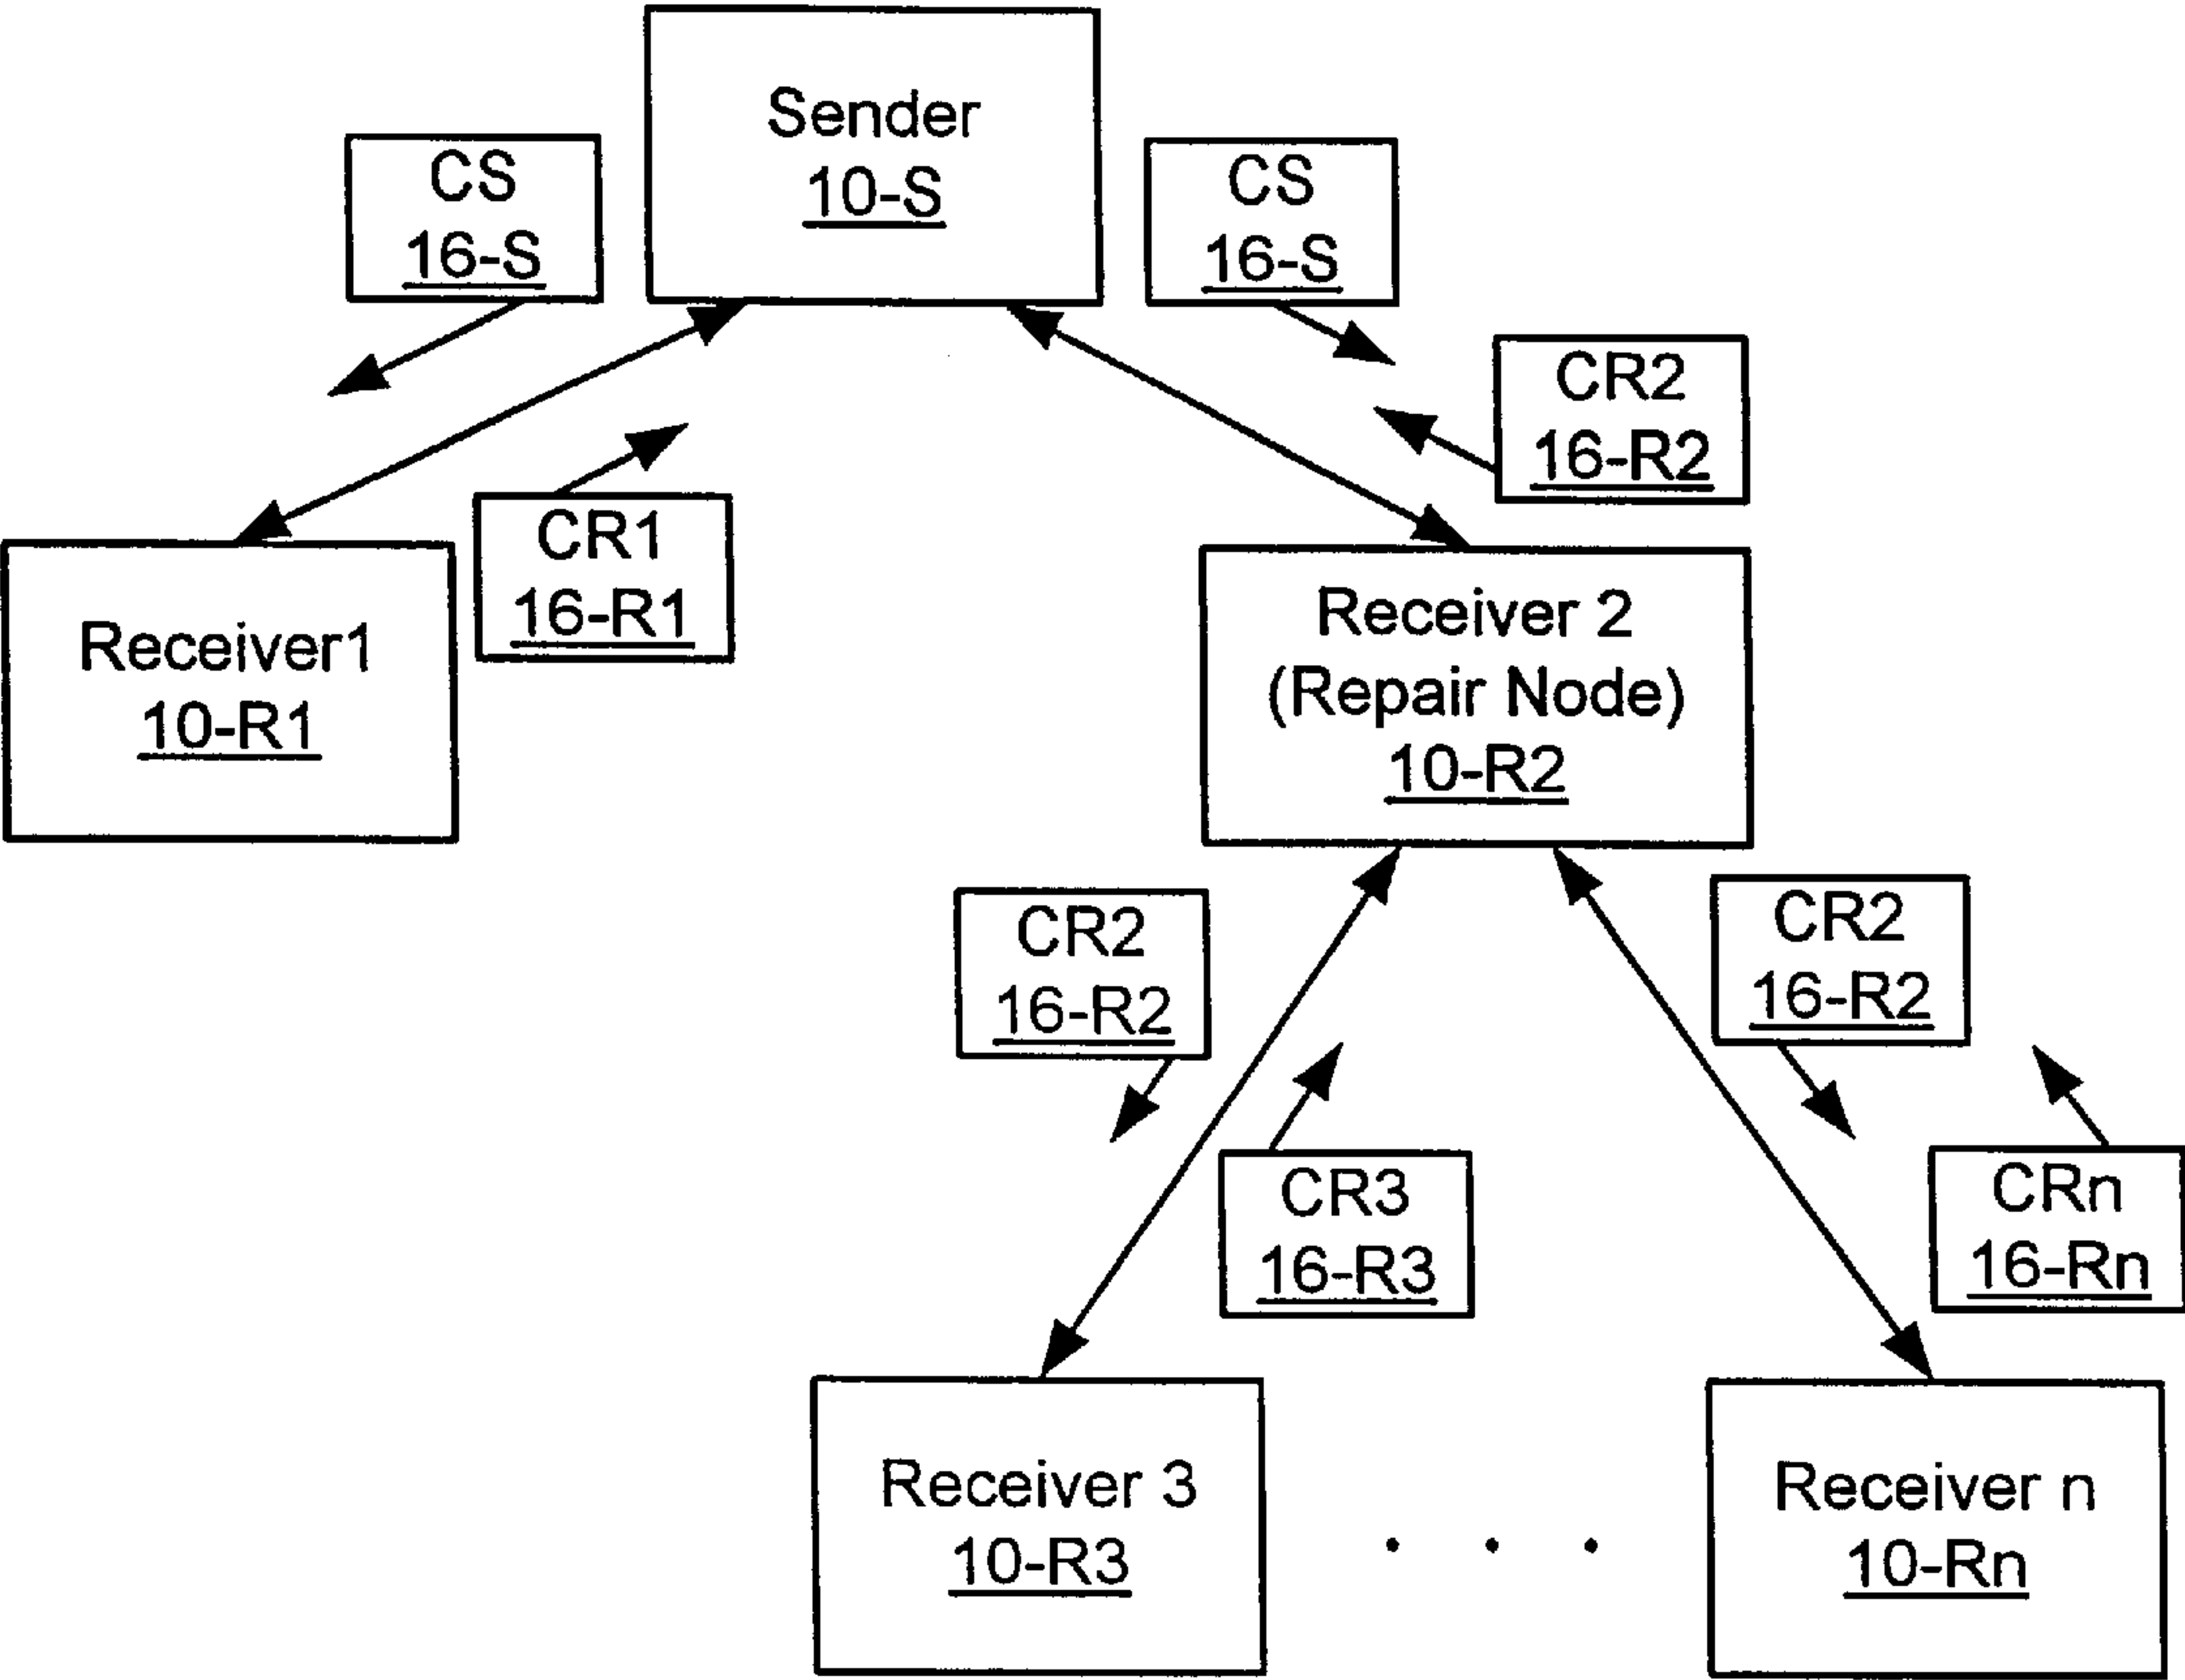 Sender
10-S
CS
16-S
CS
16-S
CR2
16-R2
CR1
16-R1
Receiver1
10-R1
Receiver 2
(Repair Node)
10-R2
CR2
16-R2
CR2
16-R2
CR3
16-R3
CRn
16-Rn
Receiver 3
10-R3
. . .
Receiver n
10-Rn